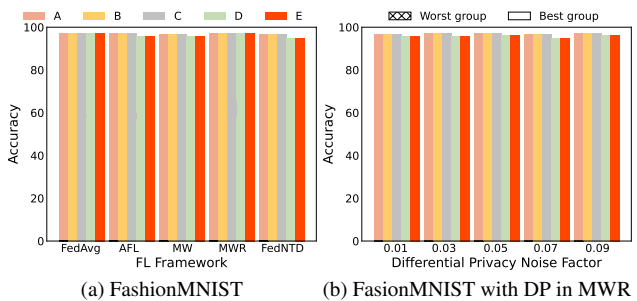 A B C D E
Worst group Best group
100
80
60
40
20
0
Accuracy
FedAvg AFL MW MWR FedNTD
FL Framework
(a) FashionMNIST
100
80
60
40
20
0
Accuracy
0.01 0.03 0.05 0.07 0.09
Differential Privacy Noise Factor
(b) FasionMNIST with DP in MWR